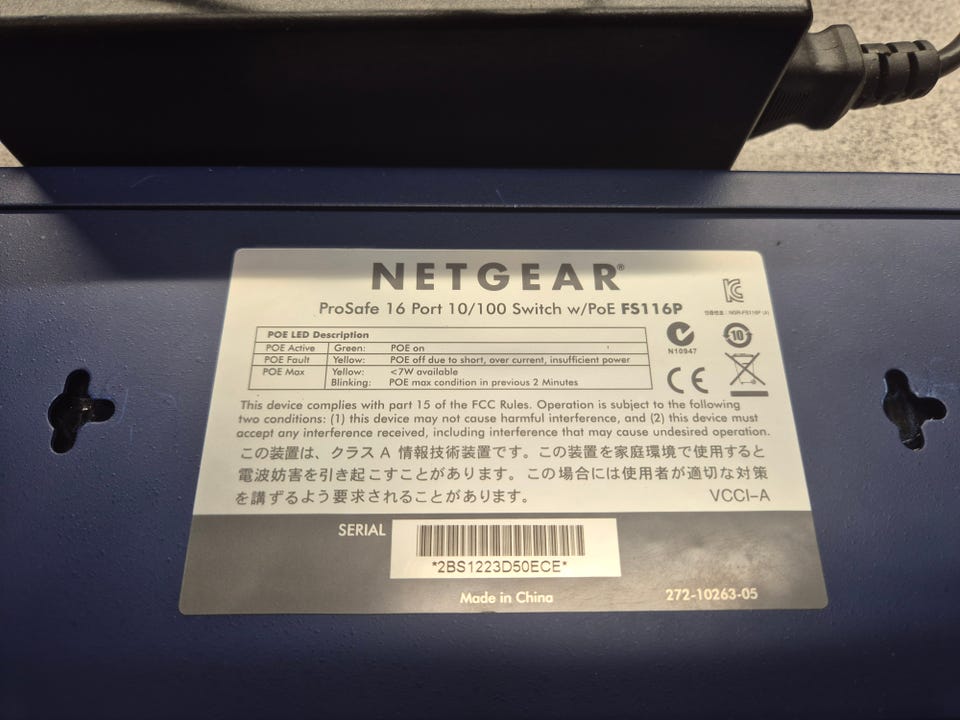 NETGEAR®
ProSafe 16 Port 10/100 Switch w/PoE FS116P
인증번호 : NGR-FS116P (A)
POE LED Description
POE Active Green: POE on
POE Fault Yellow: POE off due to short, over current, insufficient power
POE Max Yellow: <7W available
Blinking: POE max condition in previous 2 Minutes
N10947
10
CE
This device complies with part 15 of the FCC Rules. Operation is subject to the following
two conditions: (1) this device may not cause harmful interference, and (2) this device must
accept any interference received, including interference that may cause undesired operation.
この装置は、クラス A 情報技術装置です。この装置を家庭環境で使用すると
電波妨害を引き起こすことがあります。この場合には使用者が適切な対策
を講ずるよう要求されることがあります。 VCCI-A
SERIAL
*2BS1223D50ECE*
Made in China 272-10263-05